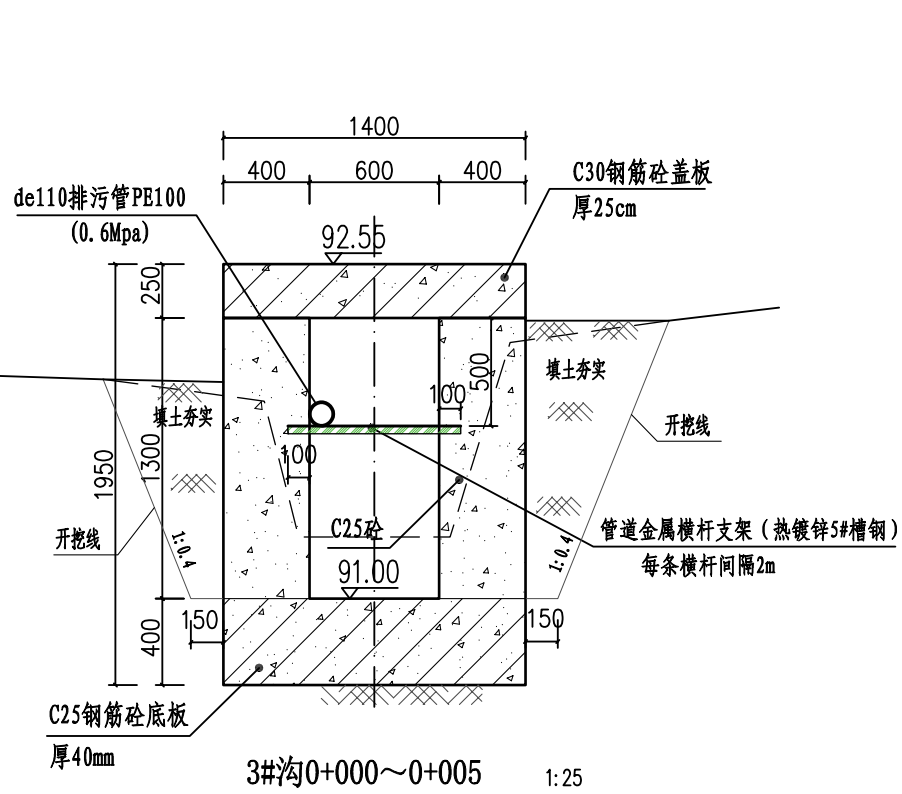 1400
400
600
400
C30钢筋砼盖板
厚25cm
de110排污管PE100
(0.6Mpa)
92.55
250
填土夯实
500
100
填土夯实
开挖线
1300
1950
100
C25砼
管道金属横杆支架（热镀锌5#槽钢）
每条横杆间隔2m
开挖线
1:0.4
1:0.4
91.00
150
150
400
C25钢筋砼底板
厚40mm
3#沟0+000～0+005
1:25